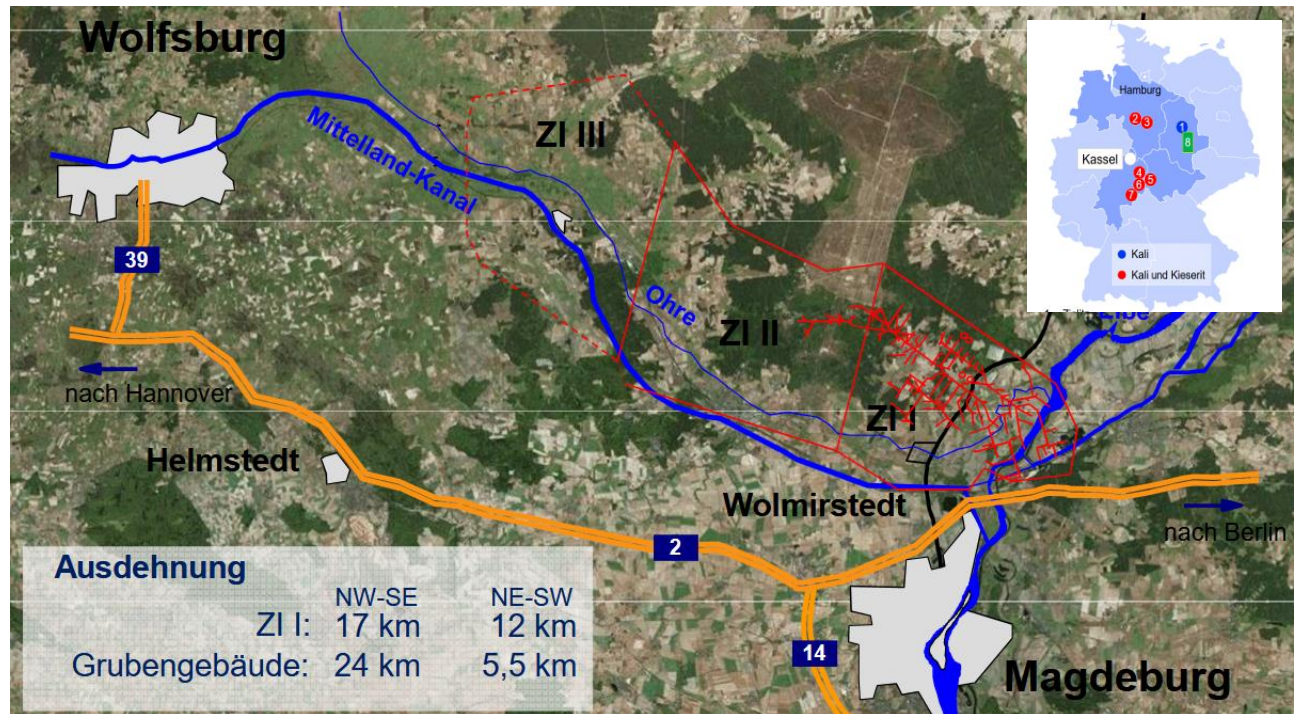 Wolfsburg
Mittelland-Kanal
ZI III
Hamburg
2
3
1
8
Kassel
4
5
6
7
Kali
Kali und Kieserit
39
Ohre
ZI II
Elbe
nach Hannover
ZI I
Helmstedt
Wolmirstedt
nach Berlin
2
Ausdehnung
NW-SE NE-SW
ZI I: 17 km 12 km
Grubengebäude: 24 km 5,5 km
14
Magdeburg